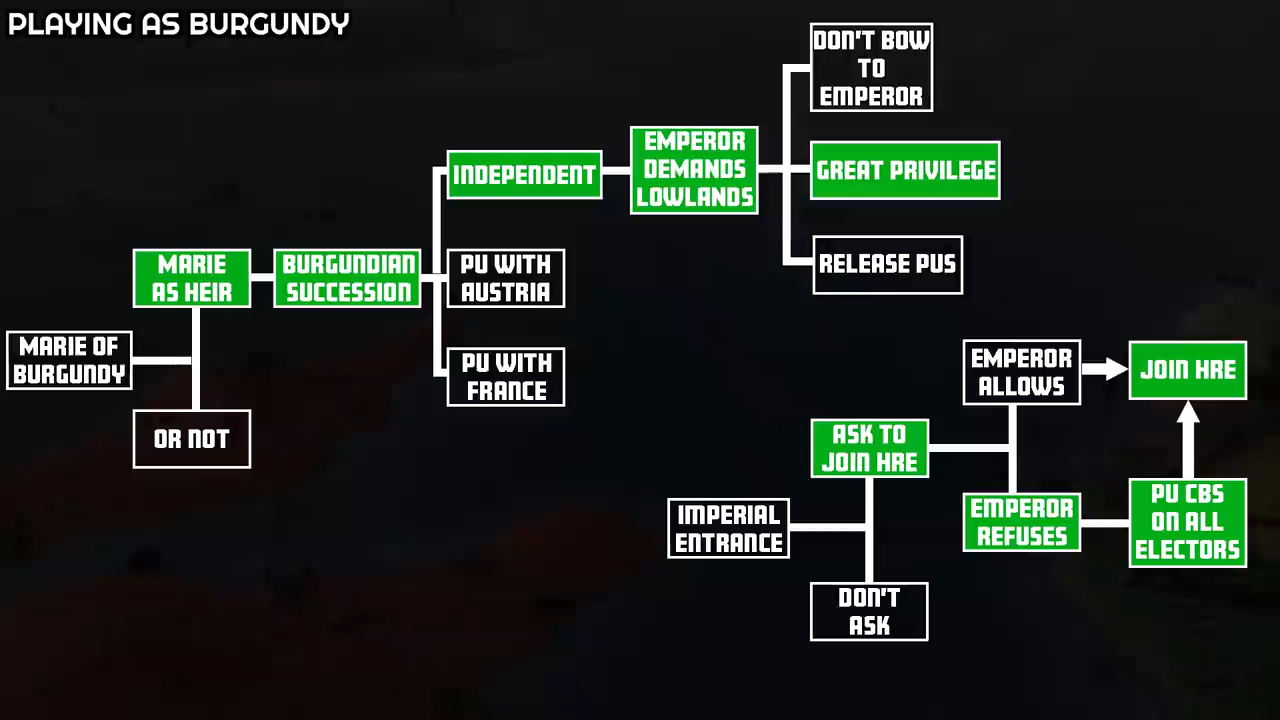 PLAYING AS BURGUNDY
DON'T BOW
TO
EMPEROR
EMPEROR
DEMANDS
LOWLANDS
INDEPENDENT
GREAT PRIVILEGE
RELEASE PUS
MARIE
AS HEIR
BURGUNDIAN
SUCCESSION
PU WITH
AUSTRIA
MARIE OF
BURGUNDY
PU WITH
FRANCE
OR NOT
EMPEROR
ALLOWS
JOIN HRE
ASK TO
JOIN HRE
IMPERIAL
ENTRANCE
EMPEROR
REFUSES
PU CBS
ON ALL
ELECTORS
DON'T
ASK